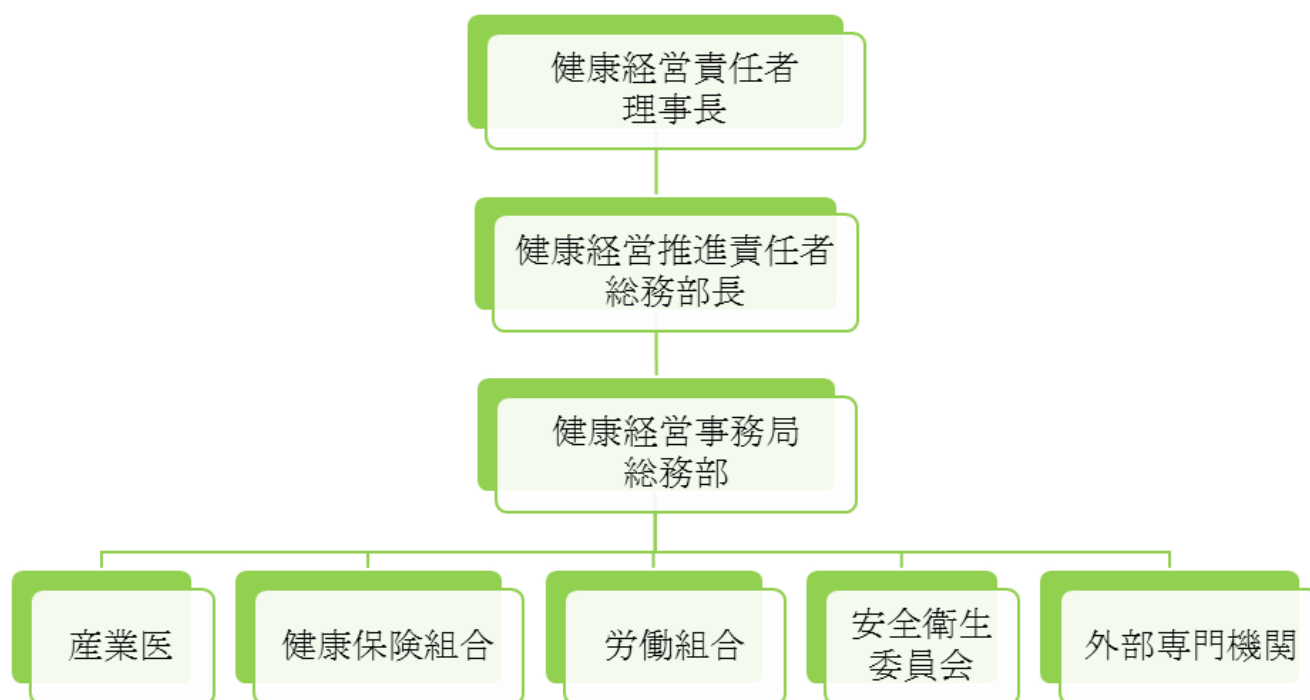 健康経営責任者
理事長
健康経営推進責任者
総務部長
健康経営事務局
総務部
産業医
健康保険組合
労働組合
安全衛生
委員会
外部専門機関